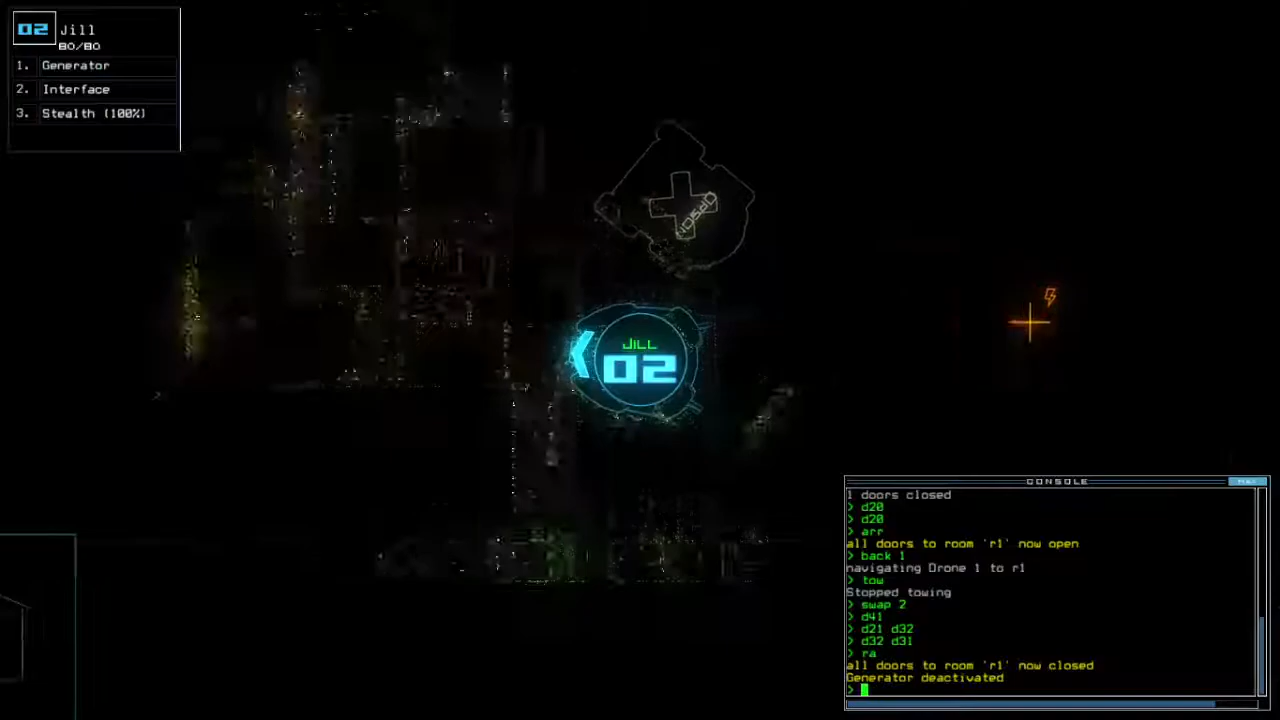 02 Jill
80/80
1. Generator
2. Interface
3. Stealth (100%)
JILL
02
CONSOLE
1 doors closed
> d20
> d20
> arr
all doors to room 'r1' now open
> back 1
navigating Drone 1 to r1
> tow
Stopped towing
> swap 2
> d41
> d21 d32
> d32 d31
> ra
all doors to room 'r1' now closed
Generator deactivated
>